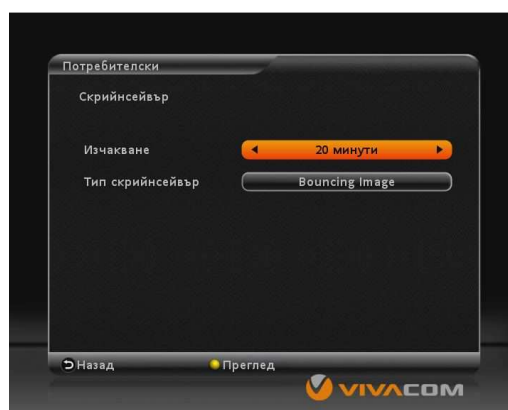 Потребителски
Скрийнсейвър
Изчакване 20 минути
Тип скрийнсейвър Bouncing Image
Назад Преглед
VIVACOM